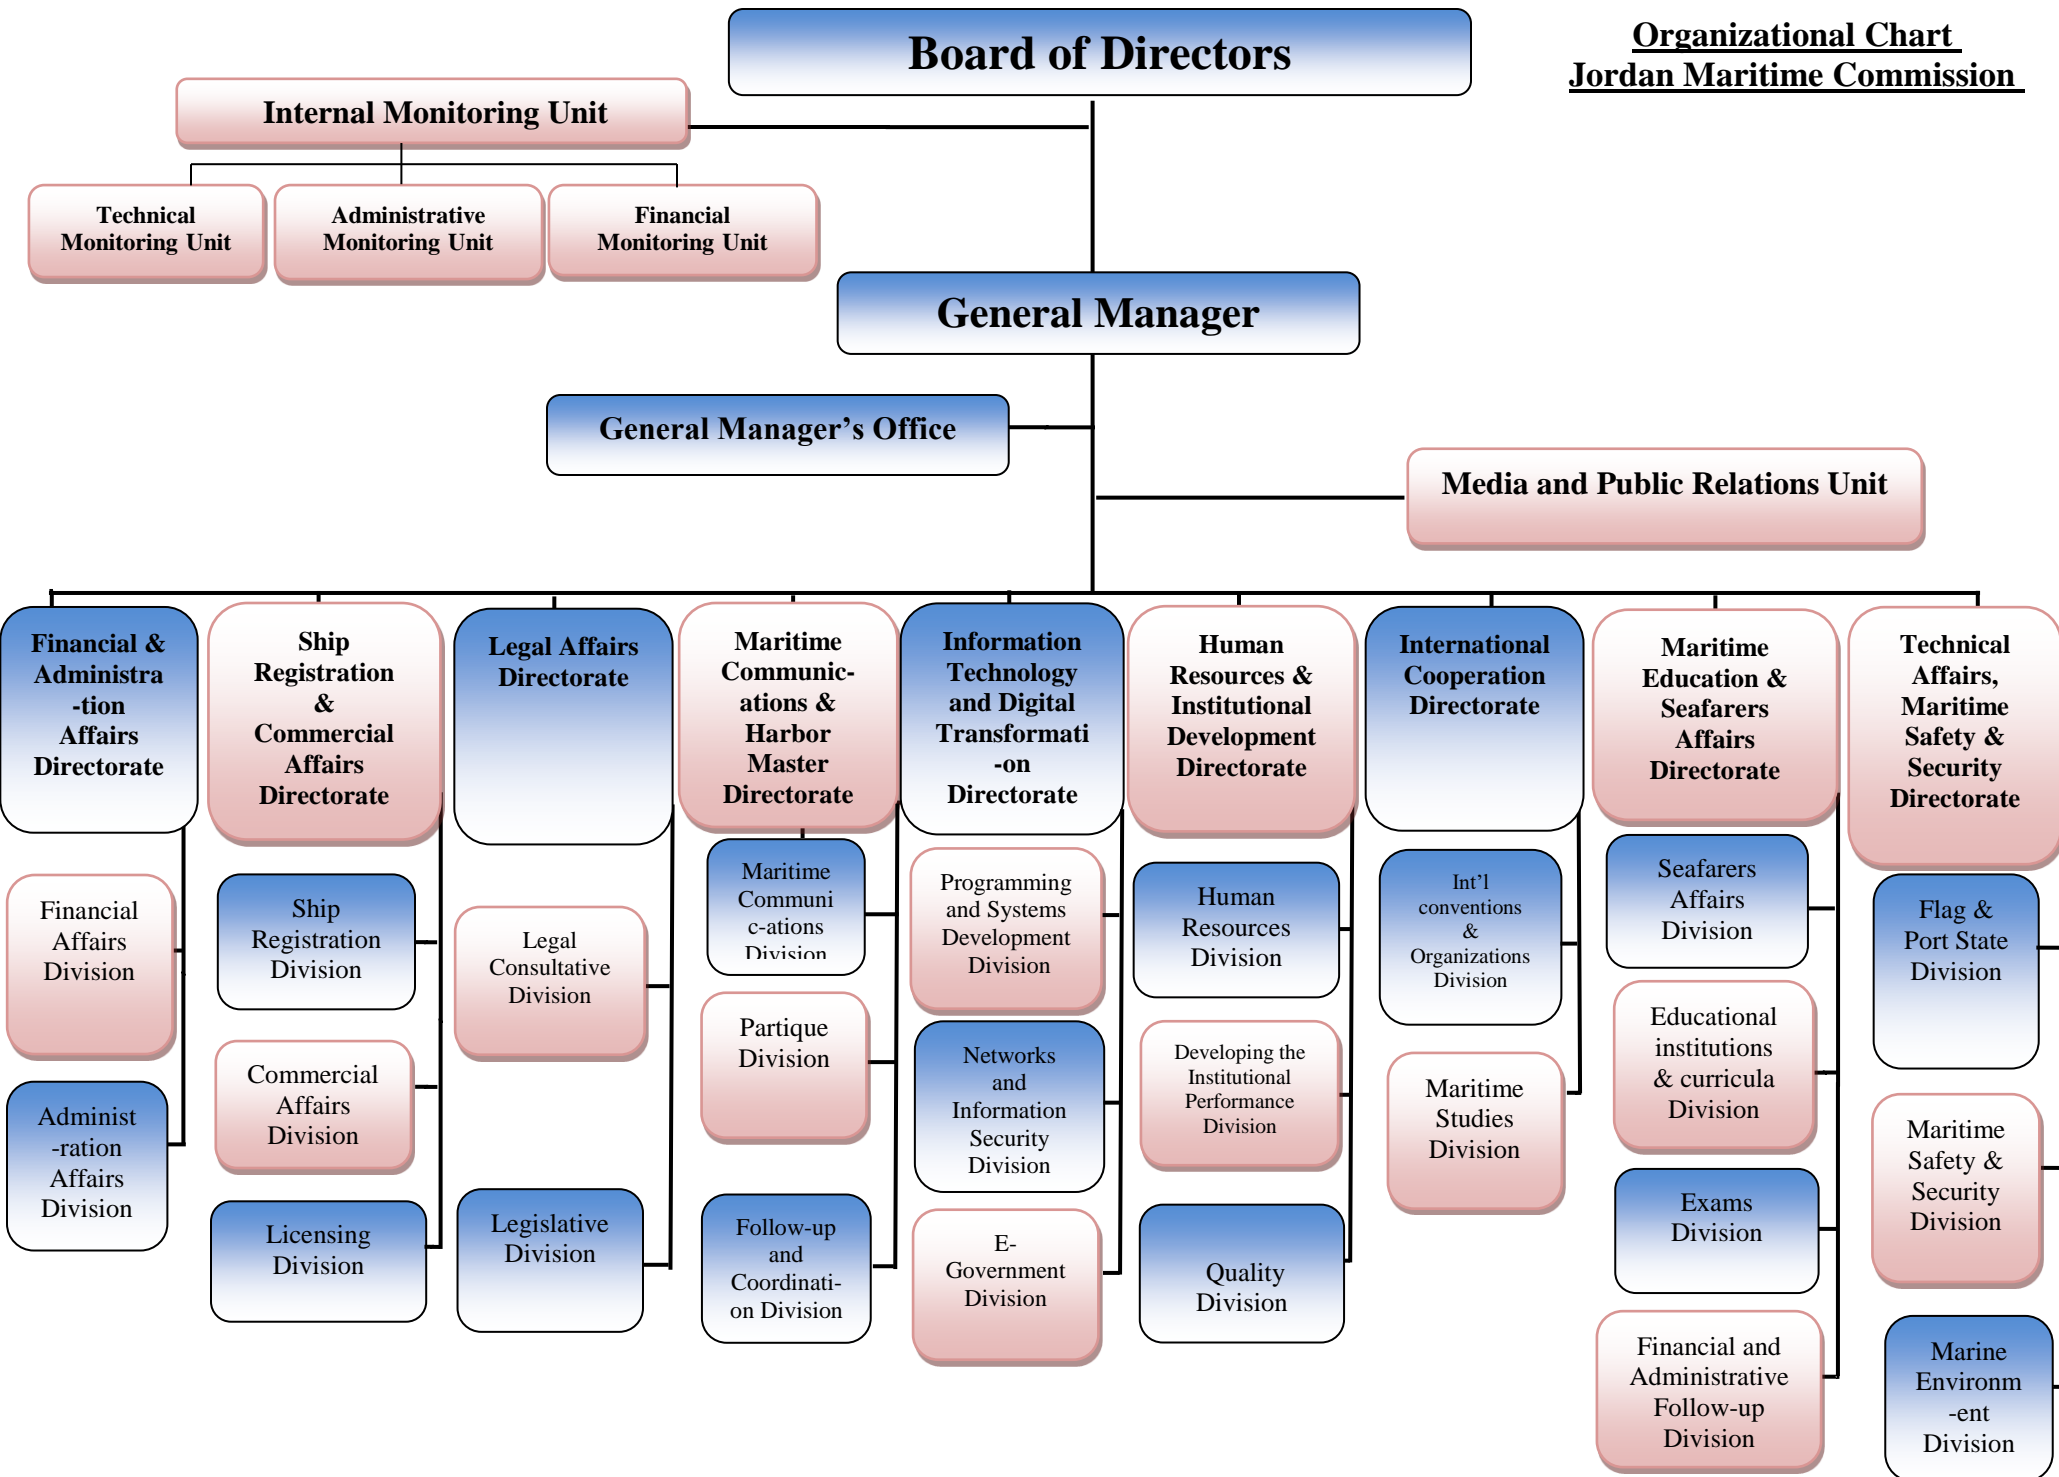 Organizational Chart
Jordan Maritime Commission
Board of Directors
Internal Monitoring Unit
Technical
Monitoring Unit
Administrative
Monitoring Unit
Financial
Monitoring Unit
General Manager
General Manager’s Office
Media and Public Relations Unit
Financial &
Administra
-tion
Affairs
Directorate
Financial
Affairs
Division
Administ
-ration
Affairs
Division
Ship
Registration
&
Commercial
Affairs
Directorate
Ship
Registration
Division
Commercial
Affairs
Division
Licensing
Division
Legal Affairs
Directorate
Legal
Consultative
Division
Legislative
Division
Maritime
Communic-
ations &
Harbor
Master
Directorate
Maritime
Communi
c-ations
Division
Partique
Division
Follow-up
and
Coordinati-
on Division
Information
Technology
and Digital
Transformati
-on
Directorate
Programming
and Systems
Development
Division
Networks
and
Information
Security
Division
E-
Government
Division
Human
Resources &
Institutional
Development
Directorate
Human
Resources
Division
Developing the
Institutional
Performance
Division
Quality
Division
International
Cooperation
Directorate
Int’l
conventions
&
Organizations
Division
Maritime
Studies
Division
Maritime
Education &
Seafarers
Affairs
Directorate
Seafarers
Affairs
Division
Educational
institutions
& curricula
Division
Exams
Division
Financial and
Administrative
Follow-up
Division
Technical
Affairs,
Maritime
Safety &
Security
Directorate
Flag &
Port State
Division
Maritime
Safety &
Security
Division
Marine
Environm
-ent
Division